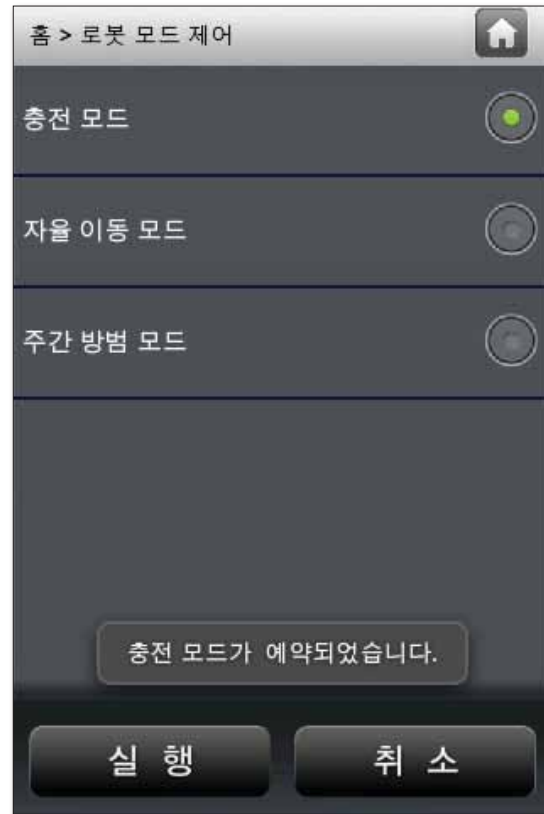 홈 > 로봇 모드 제어
충전 모드
자율 이동 모드
주간 방범 모드
충전 모드가 예약되었습니다.
실 행
취 소